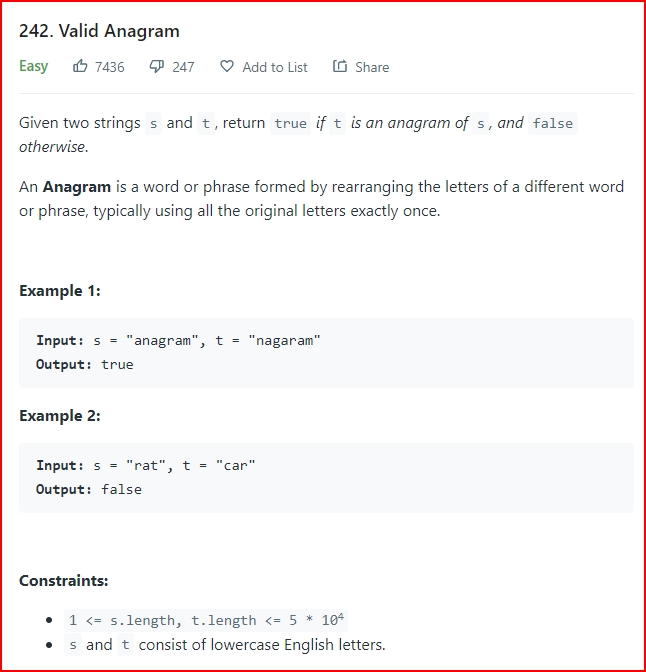 242. Valid Anagram
Easy 7436 247 Add to List Share
Given two strings s and t , return true if t is an anagram of s , and false
otherwise.
An Anagram is a word or phrase formed by rearranging the letters of a different word
or phrase, typically using all the original letters exactly once.
Example 1:
Input: s = "anagram", t = "nagaram"
Output: true
Example 2:
Input: s = "rat", t = "car"
Output: false
Constraints:
• 1 <= s.length, t.length <= 5 * 10⁴
• s and t consist of lowercase English letters.